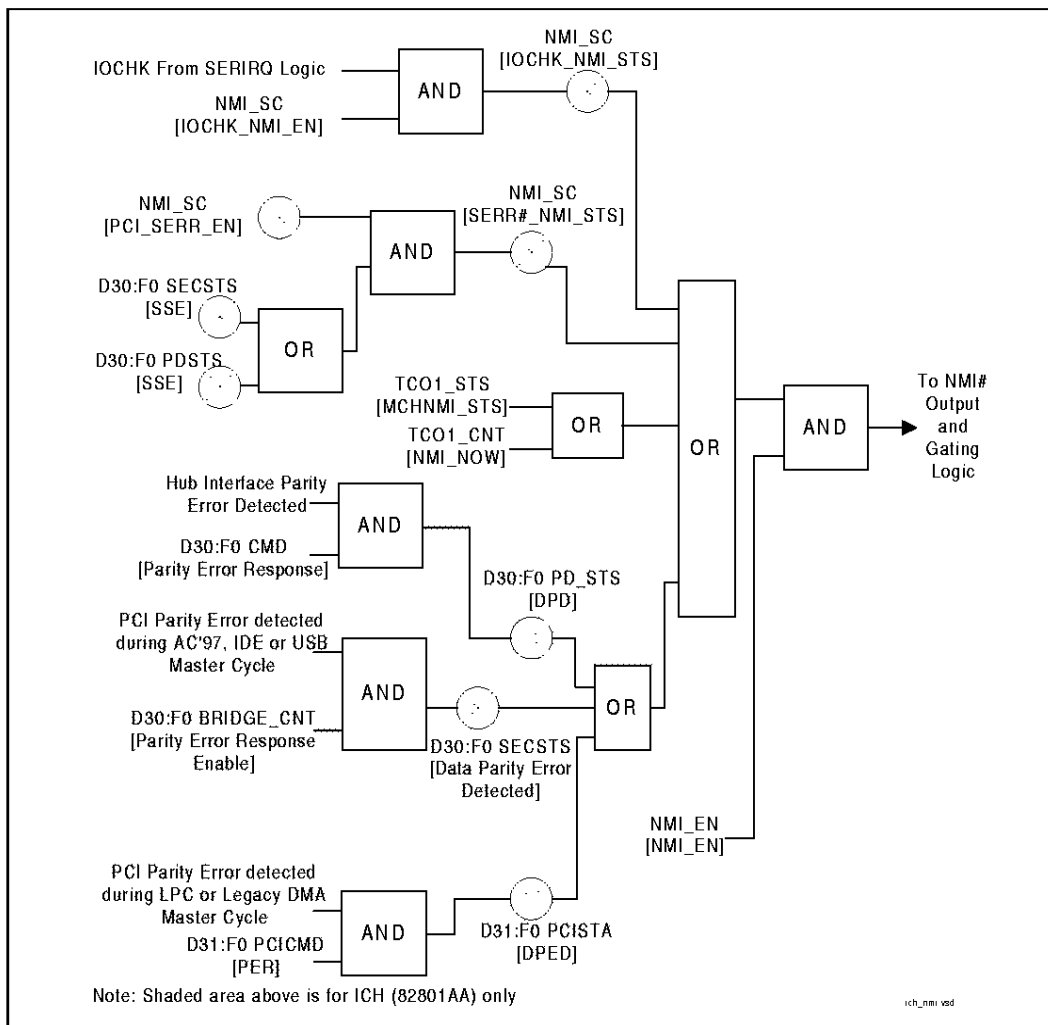 NMI_SC
[IOCHK_NMI_STS]
IOCHK From SERIRQ Logic
AND
NMI_SC
[IOCHK_NMI_EN]
NMI_SC
[PCI_SERR_EN]
NMI_SC
[SERR#_NMI_STS]
AND
D30:F0 SECSTS
[SSE]
OR
D30:F0 PDSTS
[SSE]
TCO1_STS
[MCHNMI_STS]
OR
TCO1_CNT
[NMI_NOW]
OR
AND
To NMI#
Output
and
Gating
Logic
Hub Interface Parity
Error Detected
AND
D30:F0 CMD
[Parity Error Response]
D30:F0 PD_STS
[DPD]
PCI Parity Error detected
during AC'97, IDE or USB
Master Cycle
AND
OR
D30:F0 BRIDGE_CNT
[Parity Error Response
Enable]
D30:F0 SECSTS
[Data Parity Error
Detected]
NMI_EN
[NMI_EN]
PCI Parity Error detected
during LPC or Legacy DMA
Master Cycle
AND
D31:F0 PCICMD
[PER]
D31:F0 PCISTA
[DPED]
Note: Shaded area above is for ICH (82801AA) only
ich_nmi.vsd